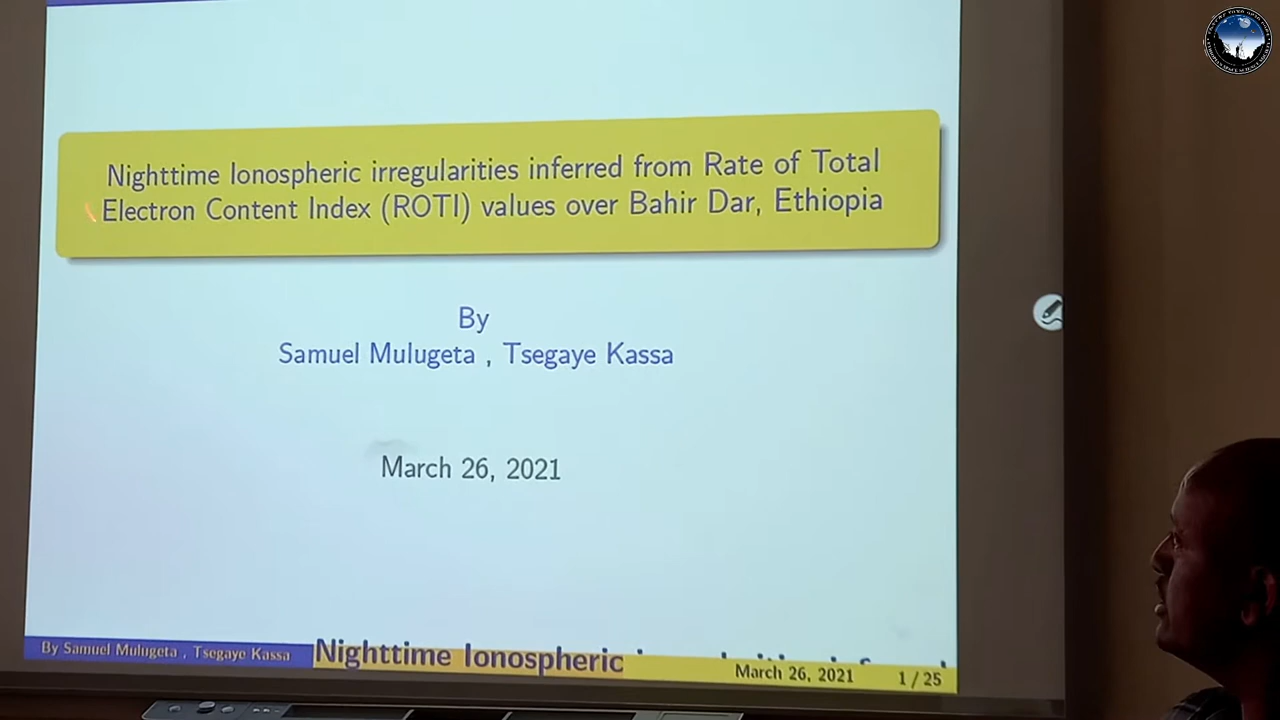 Nighttime Ionospheric irregularities inferred from Rate of Total
Electron Content Index (ROTI) values over Bahir Dar, Ethiopia
By
Samuel Mulugeta , Tsegaye Kassa
March 26, 2021
By Samuel Mulugeta , Tsegaye Kassa
Nighttime Ionospheric
March 26, 2021
1 / 25